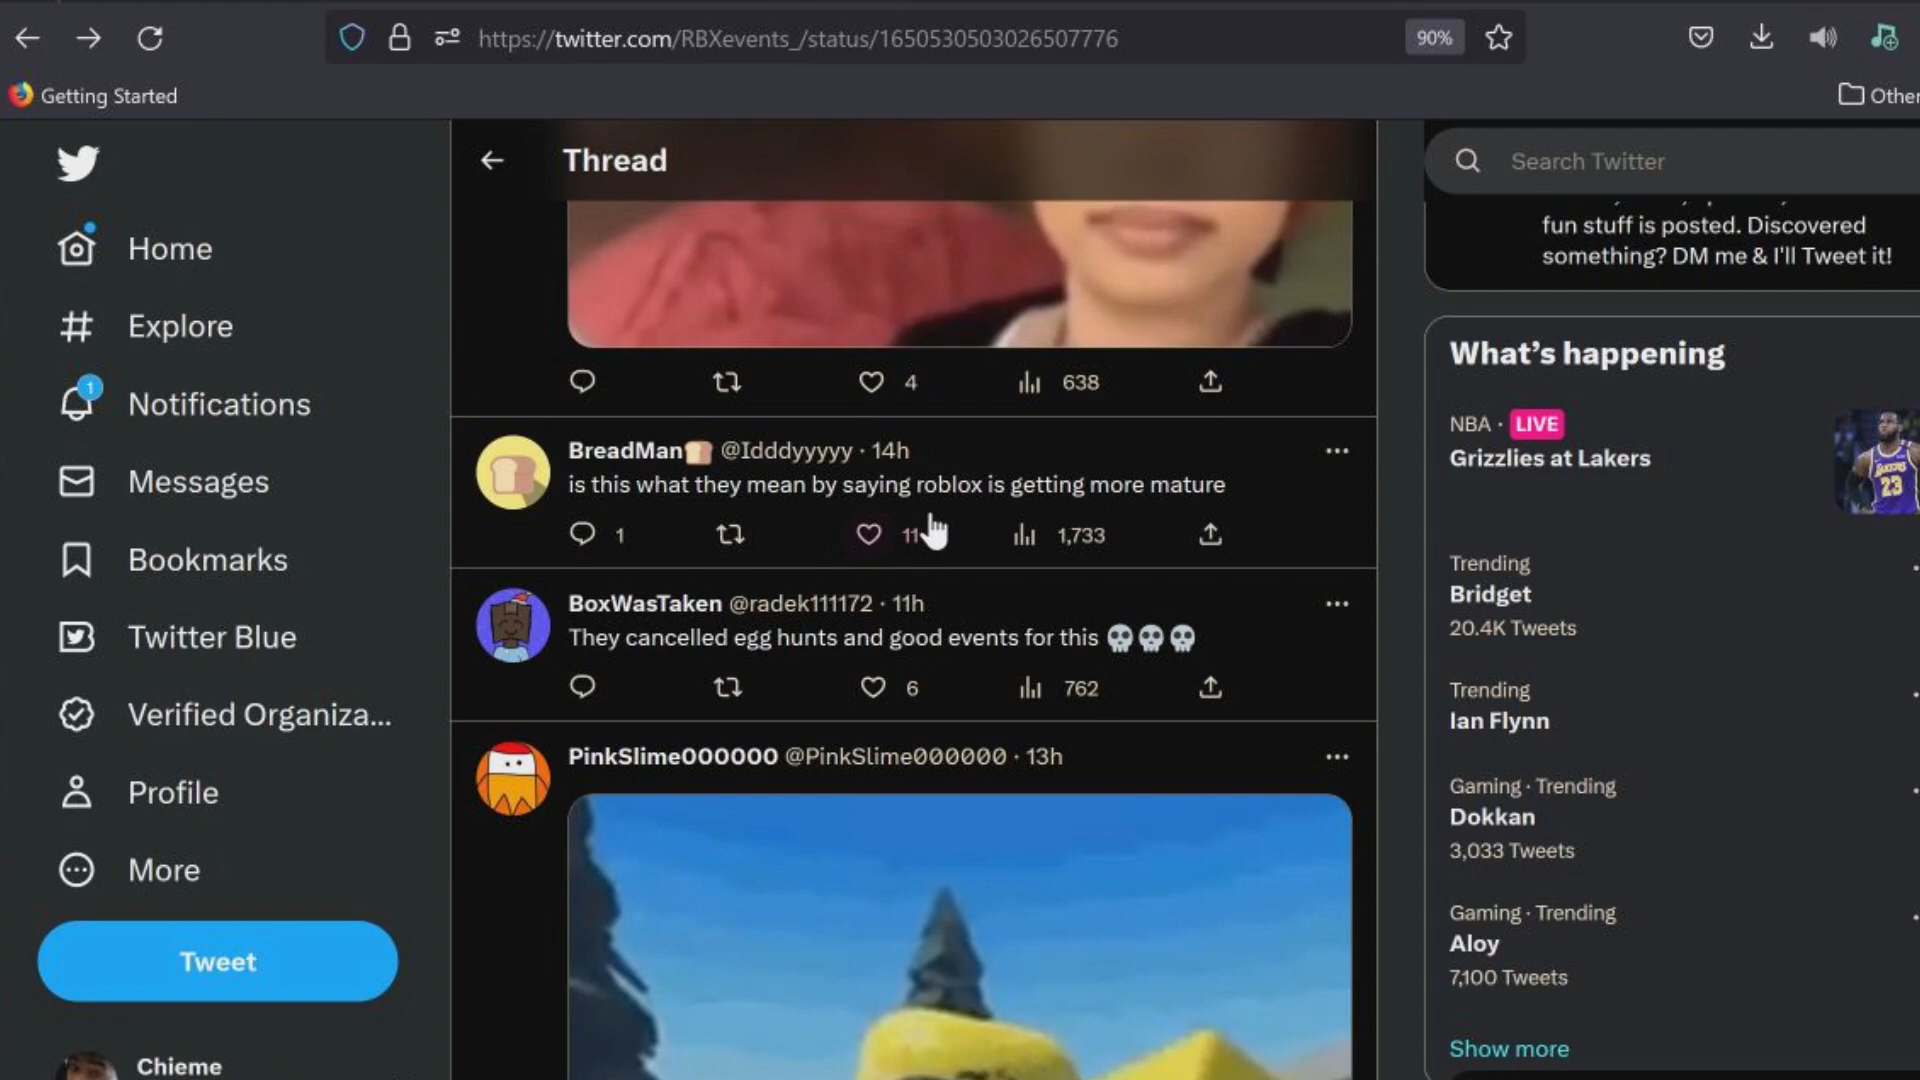 https://twitter.com/RBXevents_/status/1650530503026507776
90%
Getting Started
Other
Thread
Search Twitter
fun stuff is posted. Discovered
something? DM me & I'll Tweet it!
Home
Explore
1
Notifications
Messages
Bookmarks
Twitter Blue
Verified Organiza...
Profile
More
Tweet
Chieme
4
638
BreadMan🍞 @Idddyyyyy · 14h
is this what they mean by saying roblox is getting more mature
1
1,733
BoxWasTaken @radek111172 · 11h
They cancelled egg hunts and good events for this 💀💀💀
6
762
PinkSlime000000 @PinkSlime000000 · 13h
What's happening
NBA · LIVE
Grizzlies at Lakers
LAKERS
23
Trending
Bridget
20.4K Tweets
Trending
Ian Flynn
Gaming · Trending
Dokkan
3,033 Tweets
Gaming · Trending
Aloy
7,100 Tweets
Show more